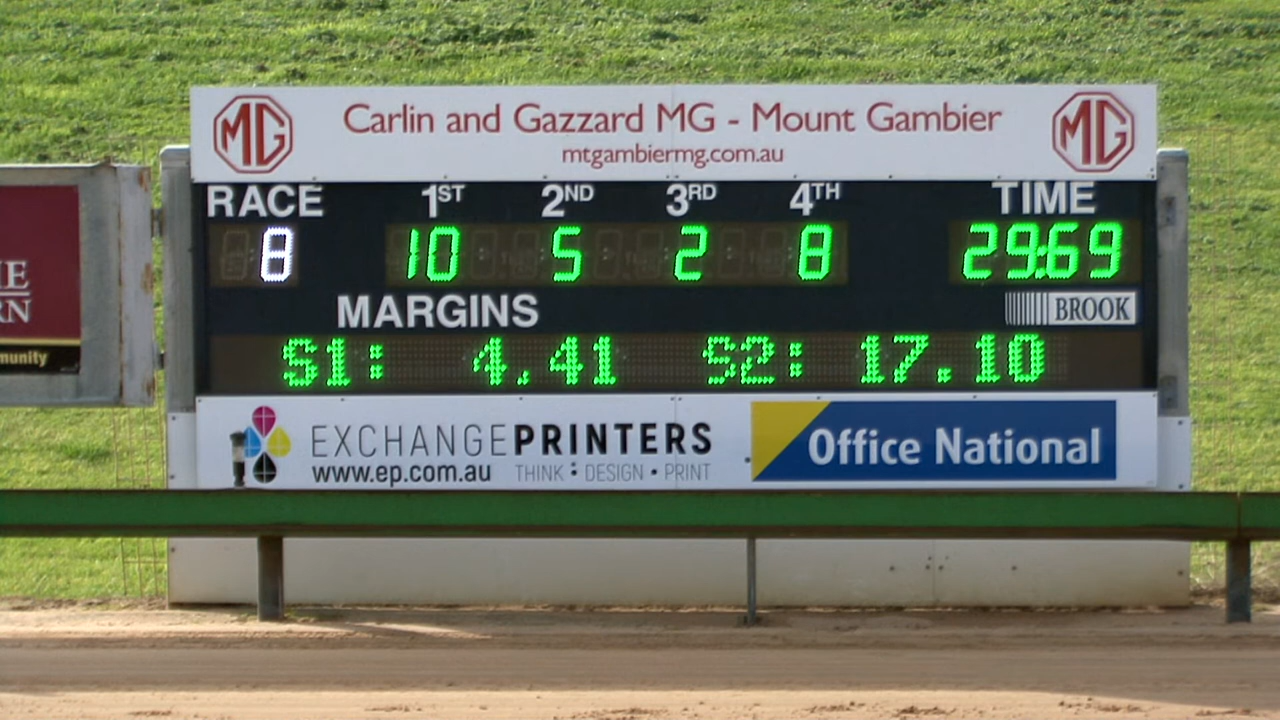 MG Carlin and Gazzard MG - Mount Gambier MG
mtgambiermg.com.au
RACE 1ST 2ND 3RD 4TH TIME
8 10 5 2 8 29:69
MARGINS BROOK
S1: 4.41 S2: 17.10
EXCHANGEPRINTERS
www.ep.com.au THINK : DESIGN • PRINT
Office National
munity